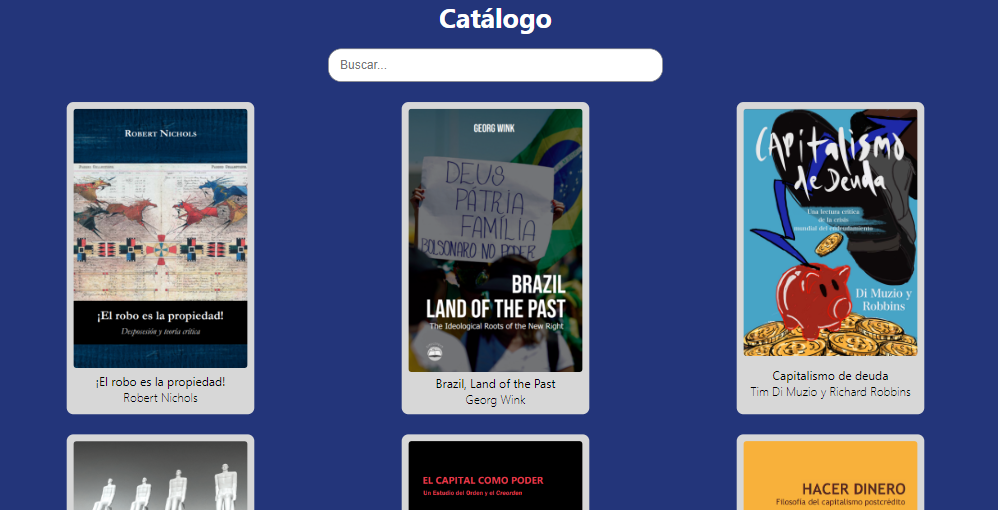 Catálogo
Buscar...
ROBERT NICHOLS
¡El robo es la propiedad!
Desposesión y teoría crítica
¡El robo es la propiedad!
Robert Nichols
GEORG WINK
DEUS
PÁTRIA
FAMÍLIA
BOLSONARO NO PODER
BRAZIL
LAND OF THE PAST
The Ideological Roots of the New Right
Brazil, Land of the Past
Georg Wink
CAPitalismo
de Deuda
Una lectura crítica
de la crisis
mundial del endeudamiento
Di Muzio y
Robbins
Capitalismo de deuda
Tim Di Muzio y Richard Robbins
EL CAPITAL COMO PODER
Un Estudio del Orden y el Creorden
HACER DINERO
Filosofía del capitalismo postcrédito